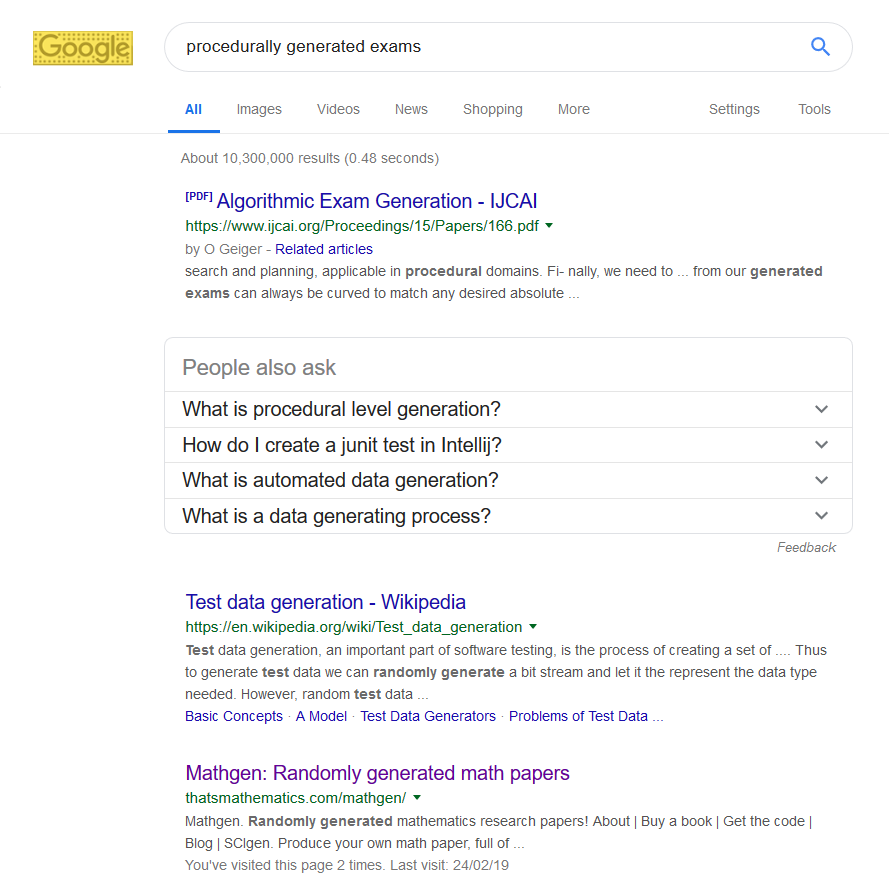 Google
procedurally generated exams
All Images Videos News Shopping More Settings Tools
About 10,300,000 results (0.48 seconds)
[PDF] Algorithmic Exam Generation - IJCAI
https://www.ijcai.org/Proceedings/15/Papers/166.pdf
by O Geiger - Related articles
search and planning, applicable in procedural domains. Fi- nally, we need to ... from our generated
exams can always be curved to match any desired absolute ...
People also ask
What is procedural level generation?
How do I create a junit test in Intellij?
What is automated data generation?
What is a data generating process?
Feedback
Test data generation - Wikipedia
https://en.wikipedia.org/wiki/Test_data_generation
Test data generation, an important part of software testing, is the process of creating a set of .... Thus
to generate test data we can randomly generate a bit stream and let it the represent the data type
needed. However, random test data ...
Basic Concepts · A Model · Test Data Generators · Problems of Test Data ...
Mathgen: Randomly generated math papers
thatsmathematics.com/mathgen/
Mathgen. Randomly generated mathematics research papers! About | Buy a book | Get the code |
Blog | SCIgen. Produce your own math paper, full of ...
You've visited this page 2 times. Last visit: 24/02/19